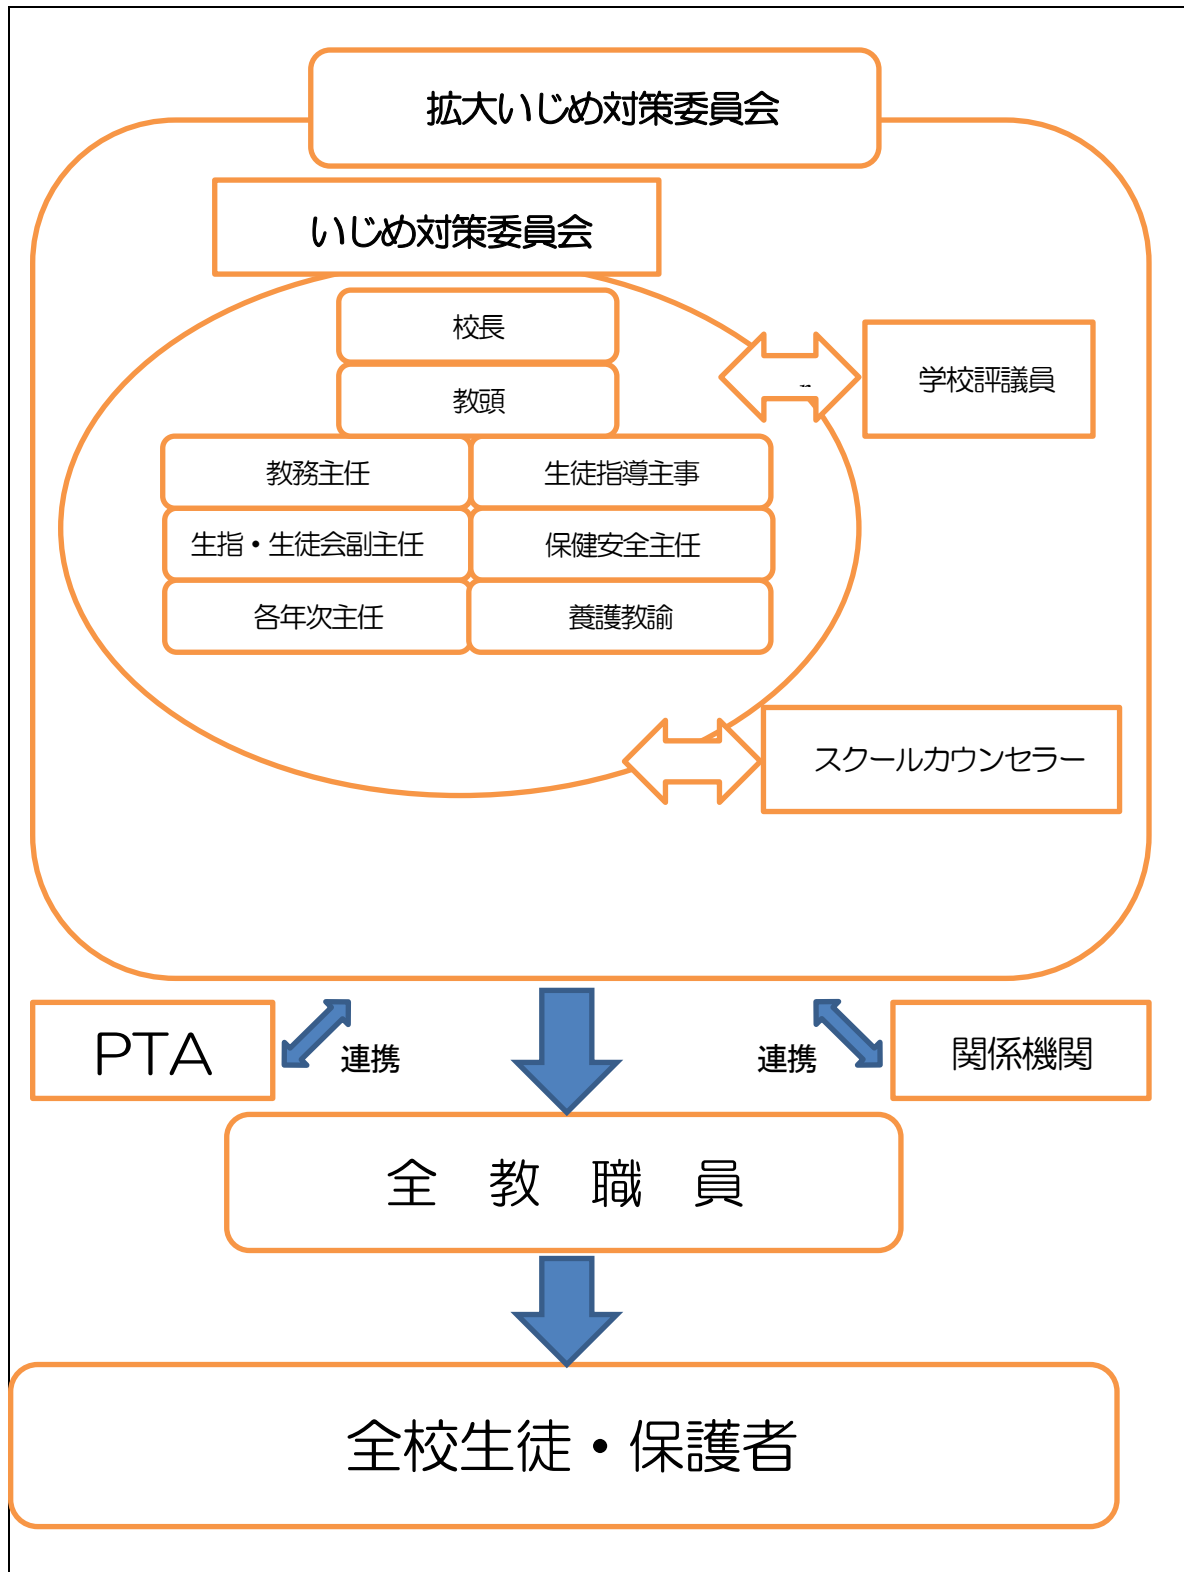 拡大いじめ対策委員会
いじめ対策委員会
校長
教頭
学校評議員
教務主任
生徒指導主事
生指・生徒会副主任
保健安全主任
各年次主任
養護教諭
スクールカウンセラー
PTA
連携
連携
関係機関
全教職員
全校生徒・保護者